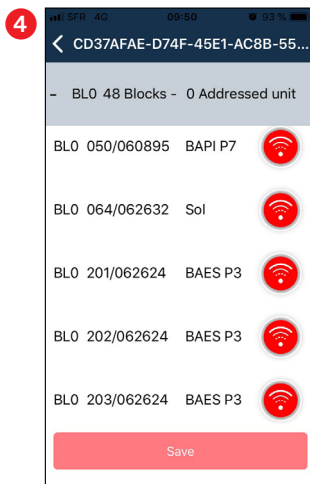 4
SFR 4G 09:50 93 %
CD37AFAE-D74F-45E1-AC8B-55...
- BL0 48 Blocks - 0 Addressed unit
BL0 050/060895 BAPI P7
BL0 064/062632 Sol
BL0 201/062624 BAES P3
BL0 202/062624 BAES P3
BL0 203/062624 BAES P3
Save